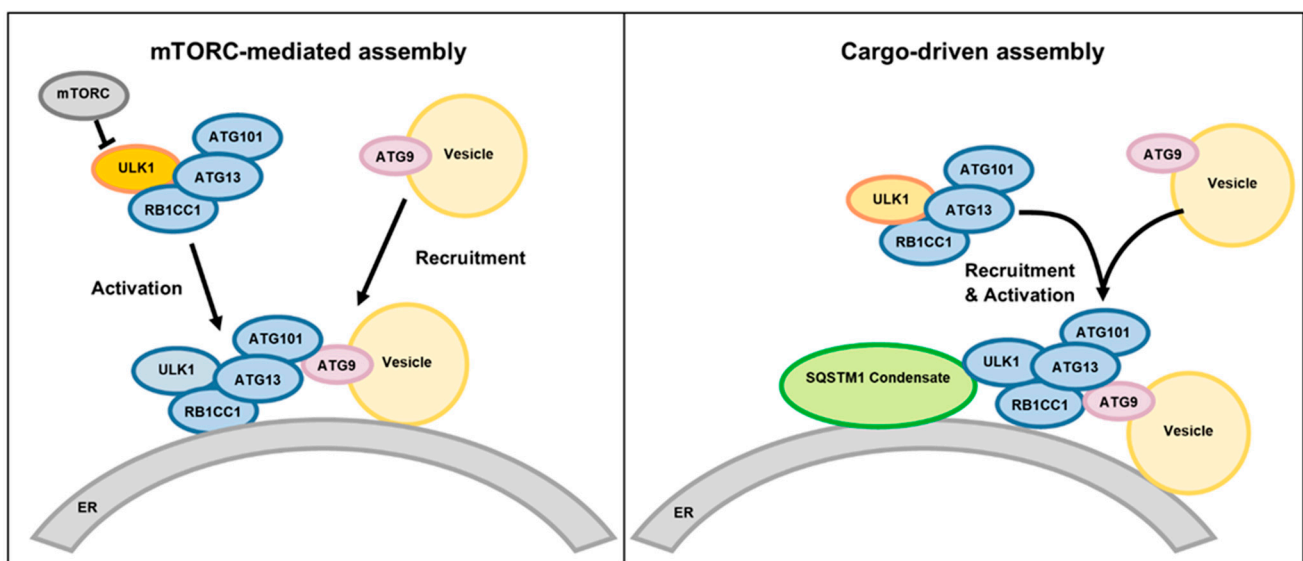 mTORC-mediated assembly
mTORC
ATG101
ULK1
ATG13
RB1CC1
ATG9
Vesicle
Activation
Recruitment
ATG101
ULK1
ATG13
ATG9
Vesicle
RB1CC1
ER
Cargo-driven assembly
ATG9
Vesicle
ATG101
ULK1
ATG13
RB1CC1
Recruitment
& Activation
ATG101
ULK1
ATG13
SQSTM1 Condensate
RB1CC1
ATG9
Vesicle
ER